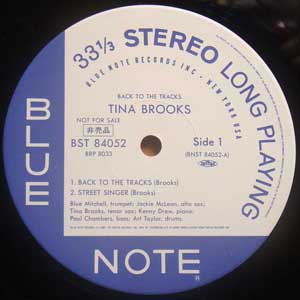 33⅓ STEREO LONG PLAYING
BLUE NOTE RECORDS INC · NEW YORK USA
BACK TO THE TRACKS
TINA BROOKS
NOT FOR SALE
非売品
BST 84052
BRP 8033
Side 1
(BNST 84052-A)
1. BACK TO THE TRACKS (Brooks)
2. STREET SINGER (Brooks)
Blue Mitchell, trumpet; Jackie McLean, alto sax;
Tina Brooks, tenor sax; Kenny Drew, piano;
Paul Chambers, bass; Art Taylor, drums.
BLUE
NOTE